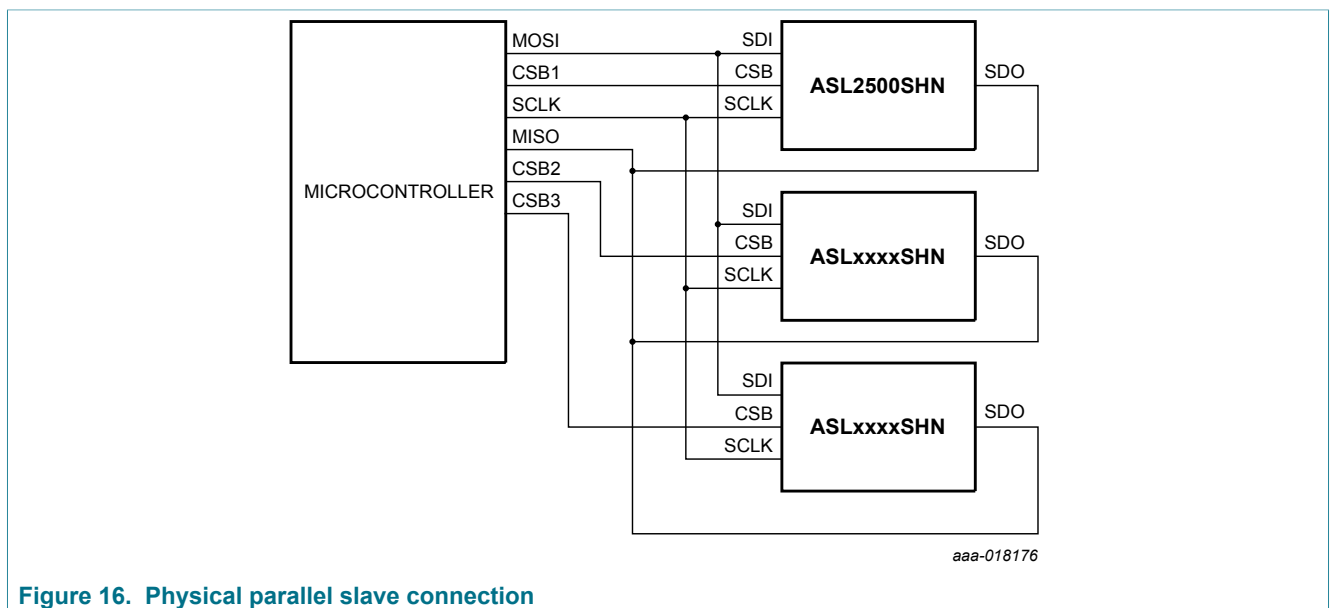 MOSI
CSB1
SCLK
MISO
CSB2
CSB3
MICROCONTROLLER
SDI
CSB
SCLK
ASL2500SHN
SDO
SDI
CSB
SCLK
ASLxxxxSHN
SDO
SDI
CSB
SCLK
ASLxxxxSHN
SDO
aaa-018176
Figure 16. Physical parallel slave connection